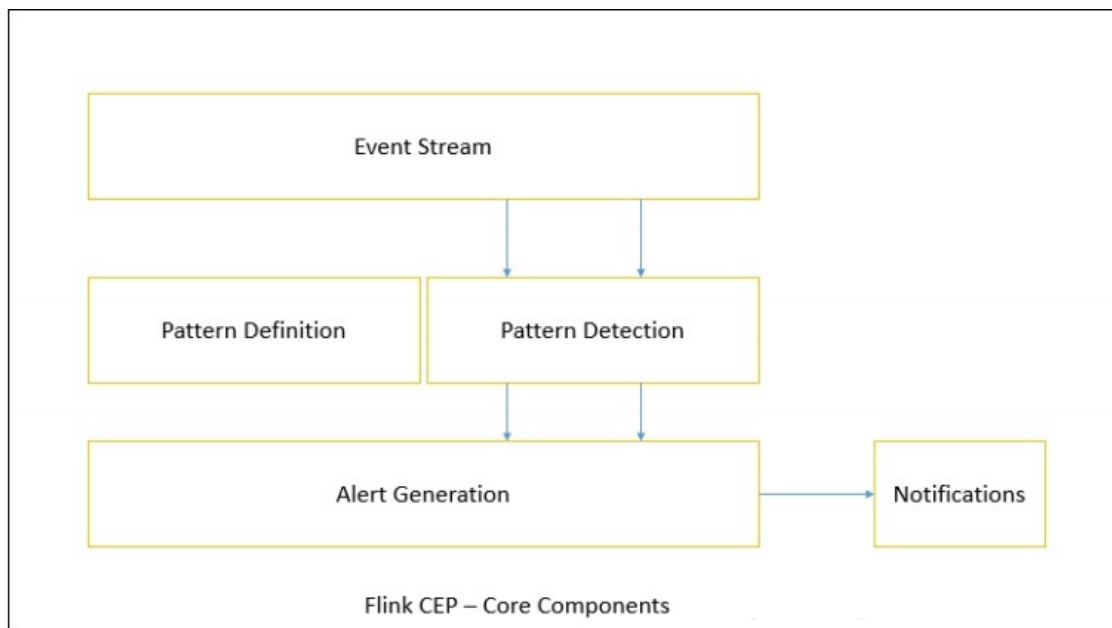 Event Stream
Pattern Definition
Pattern Detection
Alert Generation
Notifications
Flink CEP – Core Components